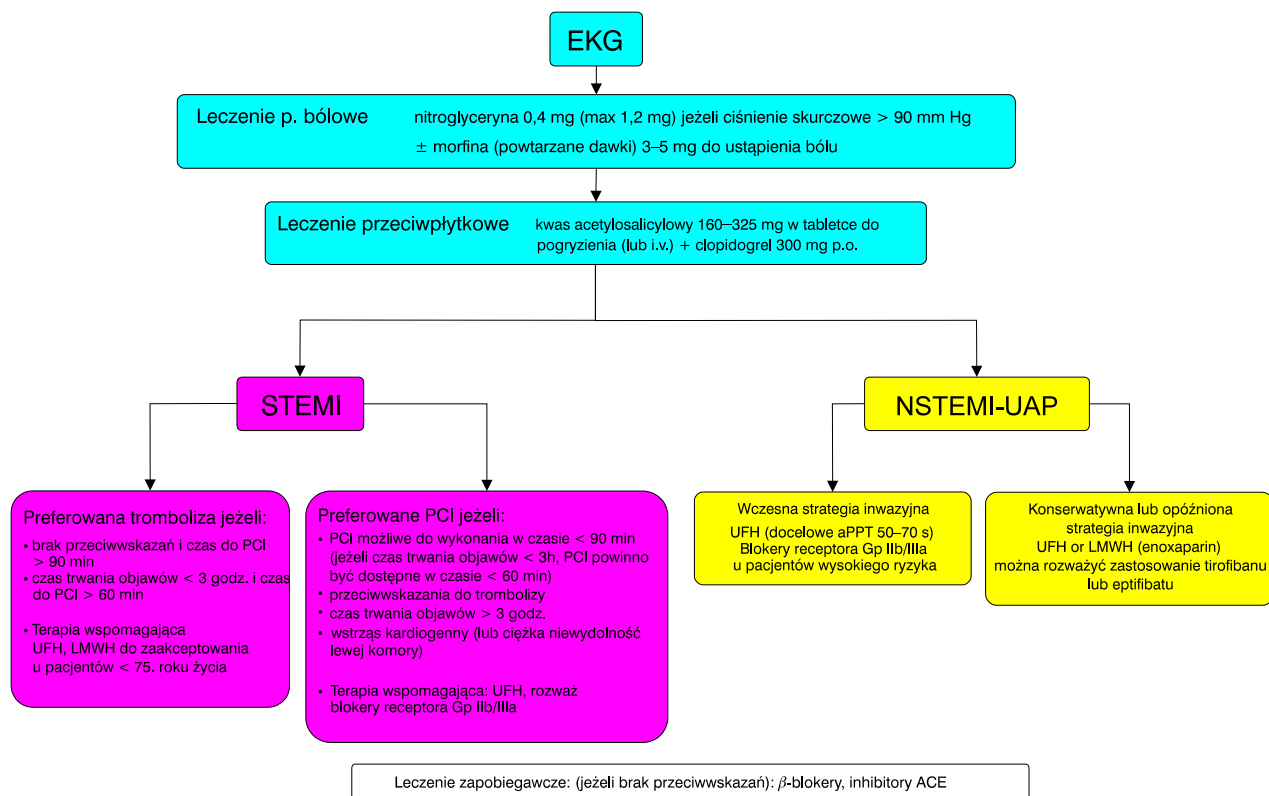 EKG
Leczenie p. bólowe nitrogliceryna 0,4 mg (max 1,2 mg) jeżeli ciśnienie skurczowe > 90 mm Hg
± morfina (powtarzane dawki) 3–5 mg do ustąpienia bólu
Leczenie przeciwpłytkowe kwas acetylosalicylowy 160–325 mg w tabletce do
pogryzienia (lub i.v.) + clopidogrel 300 mg p.o.
STEMI
NSTEMI-UAP
Preferowana tromboliza jeżeli:
• brak przeciwskazań i czas do PCI
> 90 min
• czas trwania objawów < 3 godz. i czas
do PCI > 60 min
• Terapia wspomagająca
UFH, LMWH do zaakceptowania
u pacjentów < 75. roku życia
Preferowane PCI jeżeli:
• PCI możliwe do wykonania w czasie < 90 min
(jeżeli czas trwania objawów < 3h, PCI powinno
być dostępne w czasie < 60 min)
• przeciwwskazania do trombolizy
• czas trwania objawów > 3 godz.
• wstrząs kardiogenny (lub ciężka niewydolność
lewej komory)
• Terapia wspomagająca: UFH, rozważ
blokery receptora Gp IIb/IIIa
Wczesna strategia inwazyjna
UFH (docelowe aPPT 50–70 s)
Blokery receptora Gp IIb/IIIa
u pacjentów wysokiego ryzyka
Konserwatywna lub opóźniona
strategia inwazyjna
UFH or LMWH (enoxaparin)
można rozważyć zastosowanie tirofibanu
lub eptifibatu
Leczenie zapobiegawcze: (jeżeli brak przeciwwskazań): β-blokery, inhibitory ACE